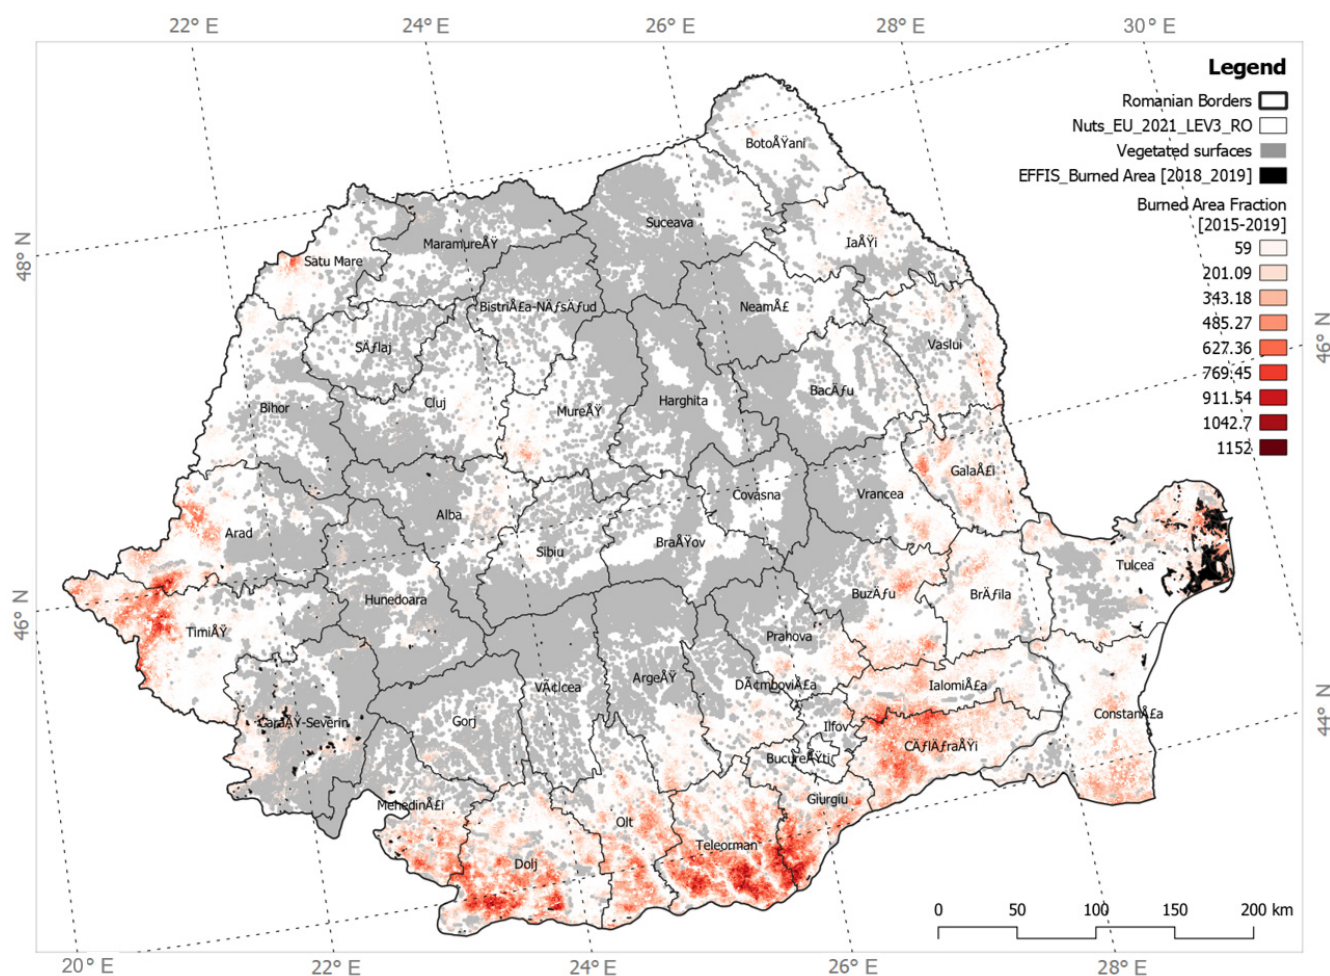 22° E
24° E
26° E
28° E
30° E
Legend
Romanian Borders
Nuts_EU_2021_LEV3_RO
Vegetated surfaces
EFFIS_Burned Area [2018_2019]
Burned Area Fraction
[2015-2019]
59
201.09
343.18
485.27
627.36
769.45
911.54
1042.7
1152
48° N
46° N
46° N
44° N
BotoÅŸani
Suceava
MaramureÅŸ
IaÅŸi
Satu Mare
BistriÅ£a-NÄƒsÄƒud
NeamÅ£
SÄƒlaj
Vaslui
Bihor
Cluj
MureÅŸ
Harghita
BacÄƒu
GalaÅ£i
Covasna
Vrancea
Alba
Arad
Sibiu
BraÅŸov
Tulcea
Hunedoara
BuzÄƒu
BrÄƒila
TimiÅŸ
Prahova
VÃ¢lcea
ArgeÅŸ
DÃ¢mboviÅ£a
IalomiÅ£a
CaraÅŸ-Severin
Gorj
Ilfov
ConstanÅ£a
CÄƒlÄƒraÅŸi
BucureÅŸti
MehedinÅ£i
Giurgiu
Olt
Teleorman
Dolj
0
50
100
150
200 km
20° E
22° E
24° E
26° E
28° E